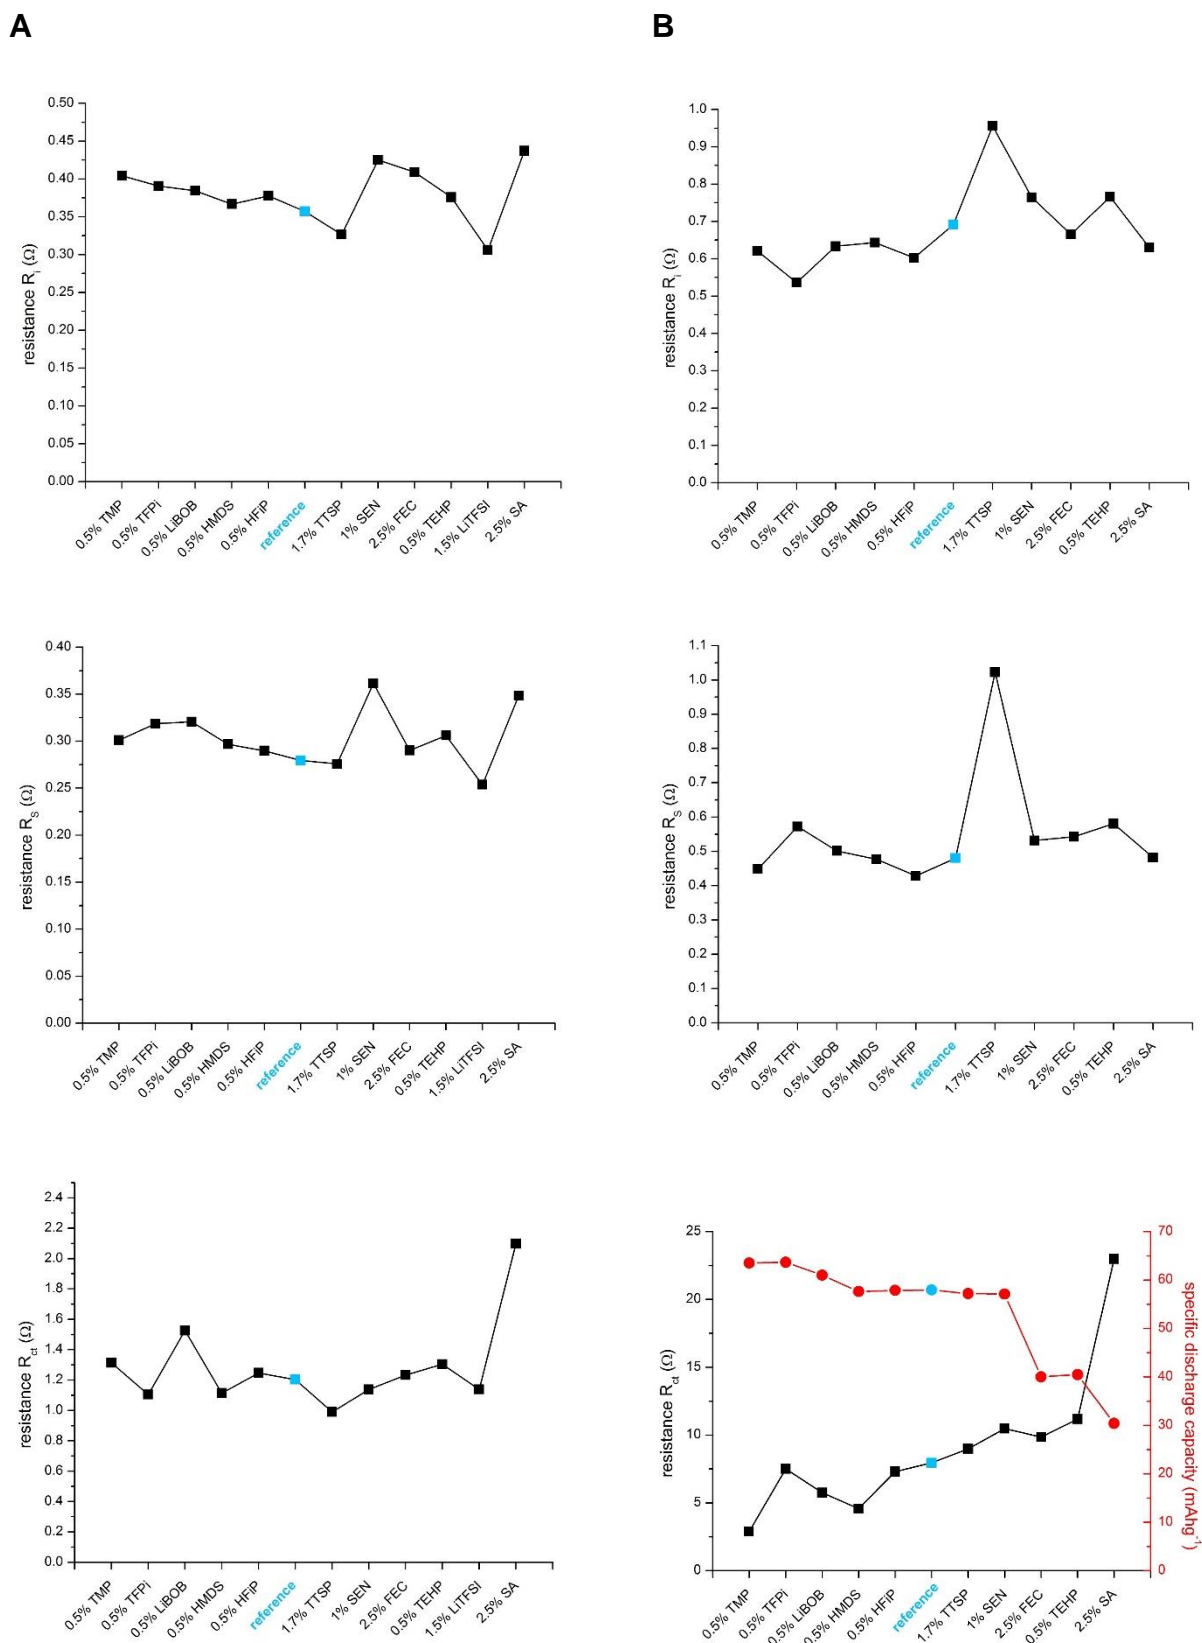 A
B
0.50
0.45
0.40
0.35
0.30
0.25
0.20
0.15
0.10
0.05
0.00
resistance Ri (Ω)
0.5% TMP
0.5% TFPi
0.5% LiBOB
0.5% HMDS
0.5% HFiP
reference
1.7% TTSP
1% SEN
2.5% FEC
0.5% TEHP
1.5% LiTFSI
2.5% SA
1.0
0.9
0.8
0.7
0.6
0.5
0.4
0.3
0.2
0.1
0.0
resistance Ri (Ω)
0.5% TMP
0.5% TFPi
0.5% LiBOB
0.5% HMDS
0.5% HFiP
reference
1.7% TTSP
1% SEN
2.5% FEC
0.5% TEHP
2.5% SA
0.40
0.35
0.30
0.25
0.20
0.15
0.10
0.05
0.00
resistance RS (Ω)
0.5% TMP
0.5% TFPi
0.5% LiBOB
0.5% HMDS
0.5% HFiP
reference
1.7% TTSP
1% SEN
2.5% FEC
0.5% TEHP
1.5% LiTFSI
2.5% SA
1.1
1.0
0.9
0.8
0.7
0.6
0.5
0.4
0.3
0.2
0.1
0.0
resistance RS (Ω)
0.5% TMP
0.5% TFPi
0.5% LiBOB
0.5% HMDS
0.5% HFiP
reference
1.7% TTSP
1% SEN
2.5% FEC
0.5% TEHP
2.5% SA
2.4
2.2
2.0
1.8
1.6
1.4
1.2
1.0
0.8
0.6
0.4
0.2
0.0
resistance Rct (Ω)
0.5% TMP
0.5% TFPi
0.5% LiBOB
0.5% HMDS
0.5% HFiP
reference
1.7% TTSP
1% SEN
2.5% FEC
0.5% TEHP
1.5% LiTFSI
2.5% SA
25
20
15
10
5
0
resistance Rct (Ω)
70
60
50
40
30
20
10
0
specific discharge capacity (mAhg⁻¹)
0.5% TMP
0.5% TFPi
0.5% LiBOB
0.5% HMDS
0.5% HFiP
reference
1.7% TTSP
1% SEN
2.5% FEC
0.5% TEHP
2.5% SA